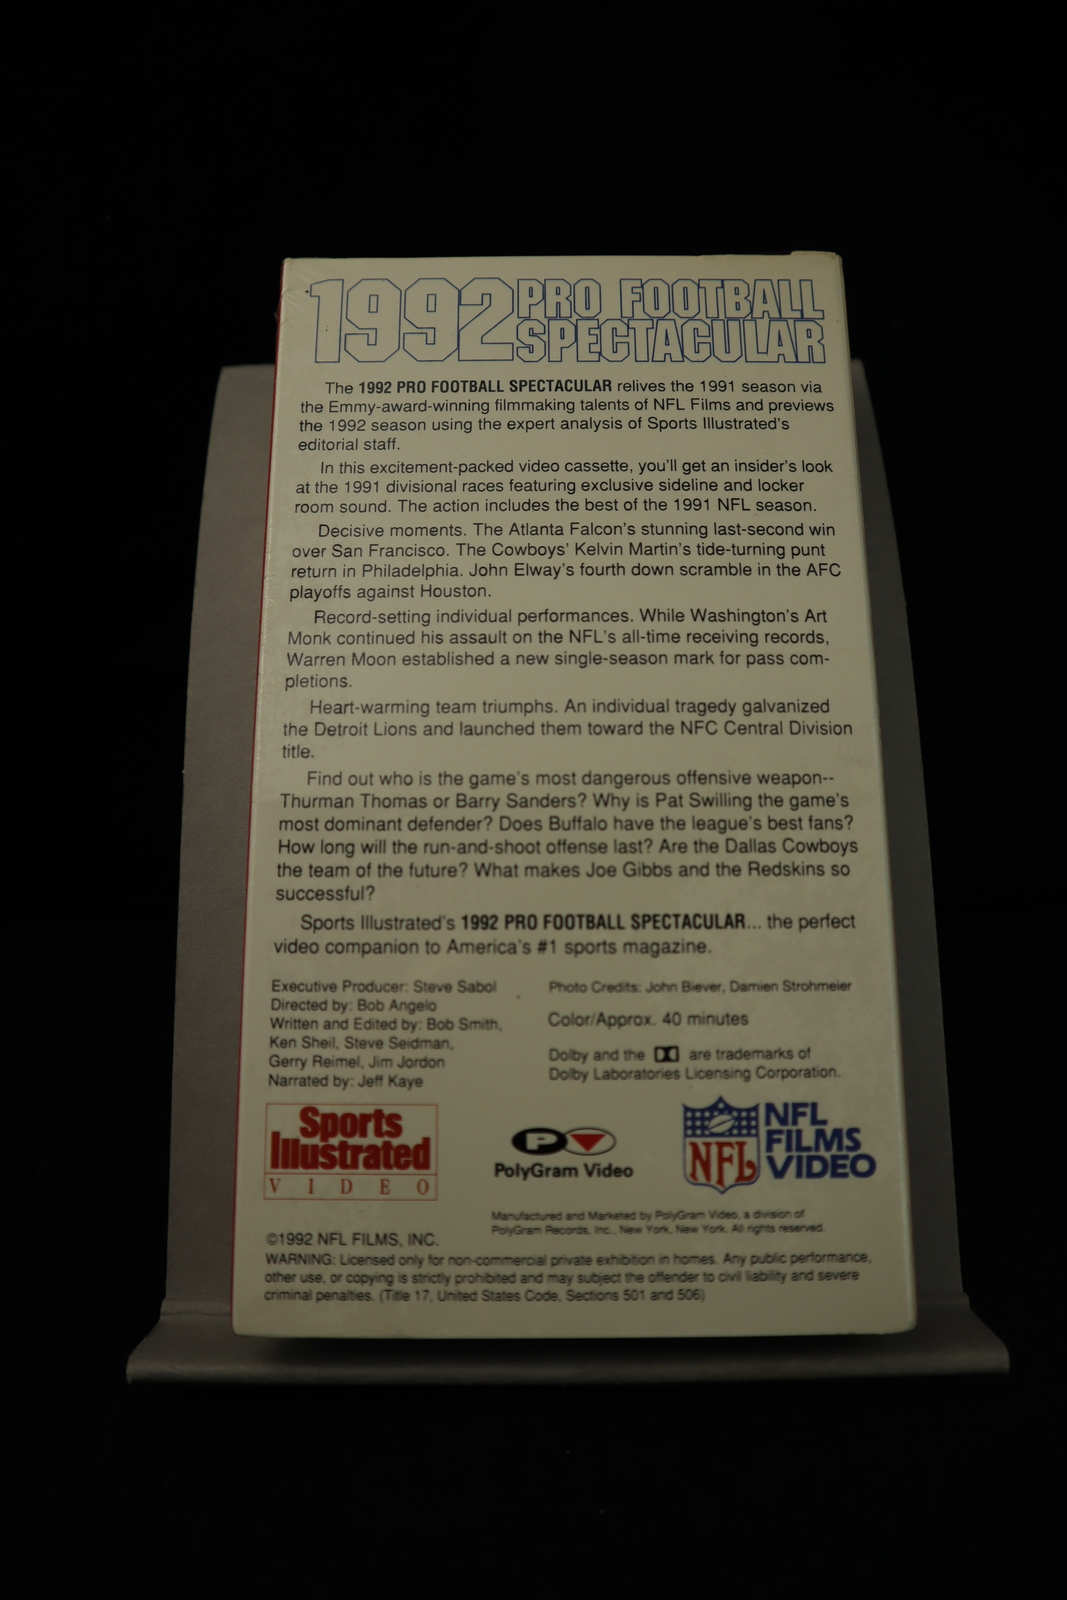 1992 PRO FOOTBALL
SPECTACULAR
The 1992 PRO FOOTBALL SPECTACULAR relives the 1991 season via
the Emmy-award-winning filmmaking talents of NFL Films and previews
the 1992 season using the expert analysis of Sports Illustrated's
editorial staff.
In this excitement-packed video cassette, you'll get an insider's look
at the 1991 divisional races featuring exclusive sideline and locker
room sound. The action includes the best of the 1991 NFL season.
Decisive moments. The Atlanta Falcon's stunning last-second win
over San Francisco. The Cowboys' Kelvin Martin's tide-turning punt
return in Philadelphia. John Elway's fourth down scramble in the AFC
playoffs against Houston.
Record-setting individual performances. While Washington's Art
Monk continued his assault on the NFL's all-time receiving records,
Warren Moon established a new single-season mark for pass com-
pletions.
Heart-warming team triumphs. An individual tragedy galvanized
the Detroit Lions and launched them toward the NFC Central Division
title.
Find out who is the game's most dangerous offensive weapon--
Thurman Thomas or Barry Sanders? Why is Pat Swilling the game's
most dominant defender? Does Buffalo have the league's best fans?
How long will the run-and-shoot offense last? Are the Dallas Cowboys
the team of the future? What makes Joe Gibbs and the Redskins so
successful?
Sports Illustrated's 1992 PRO FOOTBALL SPECTACULAR... the perfect
video companion to America's #1 sports magazine.
Executive Producer: Steve Sabol
Directed by: Bob Angelo
Written and Edited by: Bob Smith,
Ken Sheil, Steve Seidman,
Gerry Reimel, Jim Jordon
Narrated by: Jeff Kaye
Photo Credits: John Biever, Damien Strohmeier
Color/Approx. 40 minutes
Dolby and the are trademarks of
Dolby Laboratories Licensing Corporation.
Sports
Illustrated
VIDEO
P
PolyGram Video
NFL
NFL
FILMS
VIDEO
Manufactured and Marketed by PolyGram Video, a division of
PolyGram Records, Inc., New York, New York. All rights reserved.
©1992 NFL FILMS, INC.
WARNING: Licensed only for non-commercial private exhibition in homes. Any public performance,
other use, or copying is strictly prohibited and may subject the offender to civil liability and severe
criminal penalties. (Title 17, United States Code, Sections 501 and 506)